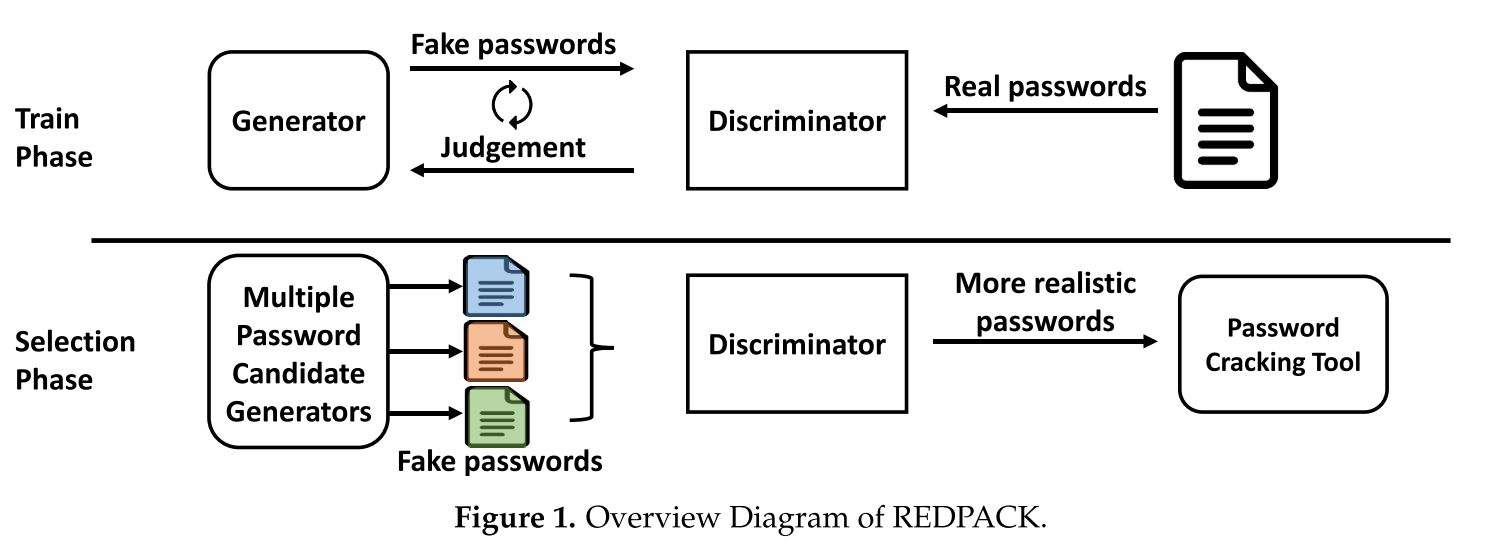 Train
Phase
Generator
Fake passwords
Judgement
Discriminator
Real passwords
Selection
Phase
Multiple
Password
Candidate
Generators
Fake passwords
Discriminator
More realistic
passwords
Password
Cracking Tool
Figure 1. Overview Diagram of REDPACK.